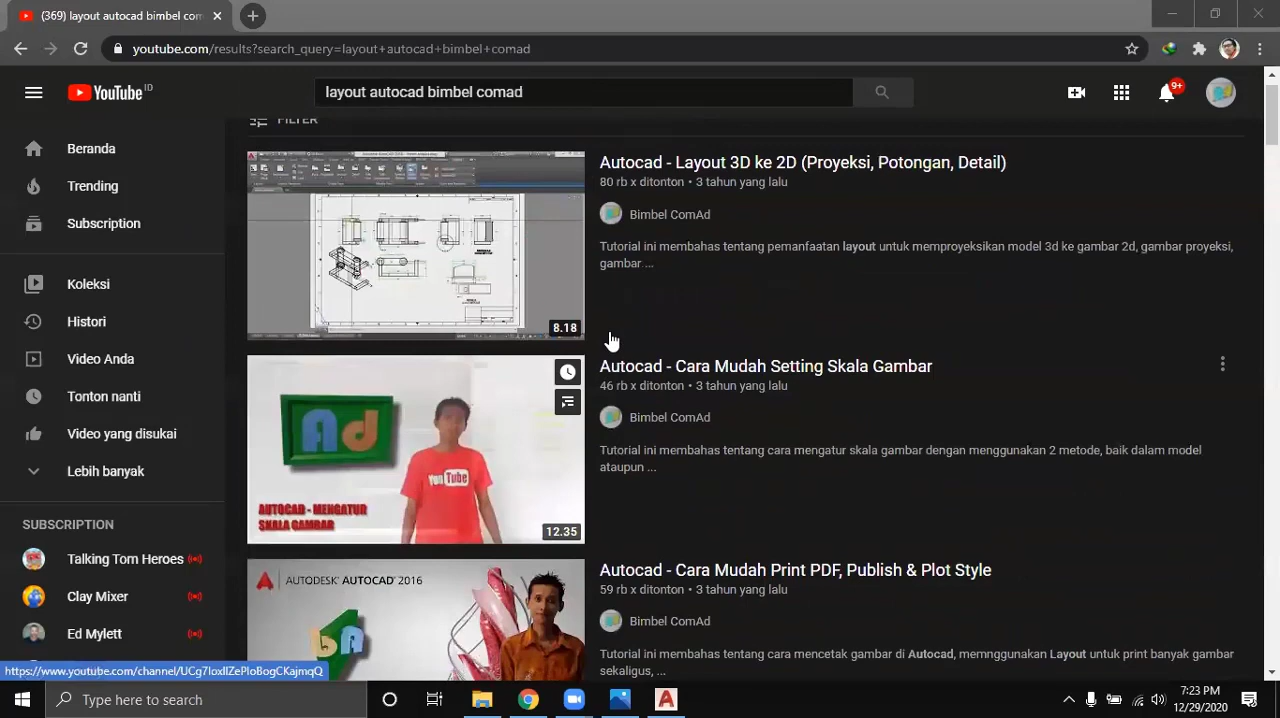 (369) layout autocad bimbel com
youtube.com/results?search_query=layout+autocad+bimbel+comad
YouTube ID
layout autocad bimbel comad
9+
FILTER
Beranda
Trending
Subscription
Koleksi
Histori
Video Anda
Tonton nanti
Video yang disukai
Lebih banyak
SUBSCRIPTION
Talking Tom Heroes
Clay Mixer
Ed Mylett
8.18
Autocad - Layout 3D ke 2D (Proyeksi, Potongan, Detail)
80 rb x ditonton • 3 tahun yang lalu
Bimbel ComAd
Tutorial ini membahas tentang pemanfaatan layout untuk memproyeksikan model 3d ke gambar 2d, gambar proyeksi,
gambar ...
Ad
YouTube
AUTOCAD - MENGATUR
SKALA GAMBAR
12.35
Autocad - Cara Mudah Setting Skala Gambar
46 rb x ditonton • 3 tahun yang lalu
Bimbel ComAd
Tutorial ini membahas tentang cara mengatur skala gambar dengan menggunakan 2 metode, baik dalam model
ataupun ...
AUTODESK® AUTOCAD® 2016
Autocad - Cara Mudah Print PDF, Publish & Plot Style
59 rb x ditonton • 3 tahun yang lalu
Bimbel ComAd
Tutorial ini membahas tentang cara mencetak gambar di Autocad, memnggunakan Layout untuk print banyak gambar
sekaligus, ...
Type here to search
A
7:23 PM
12/29/2020